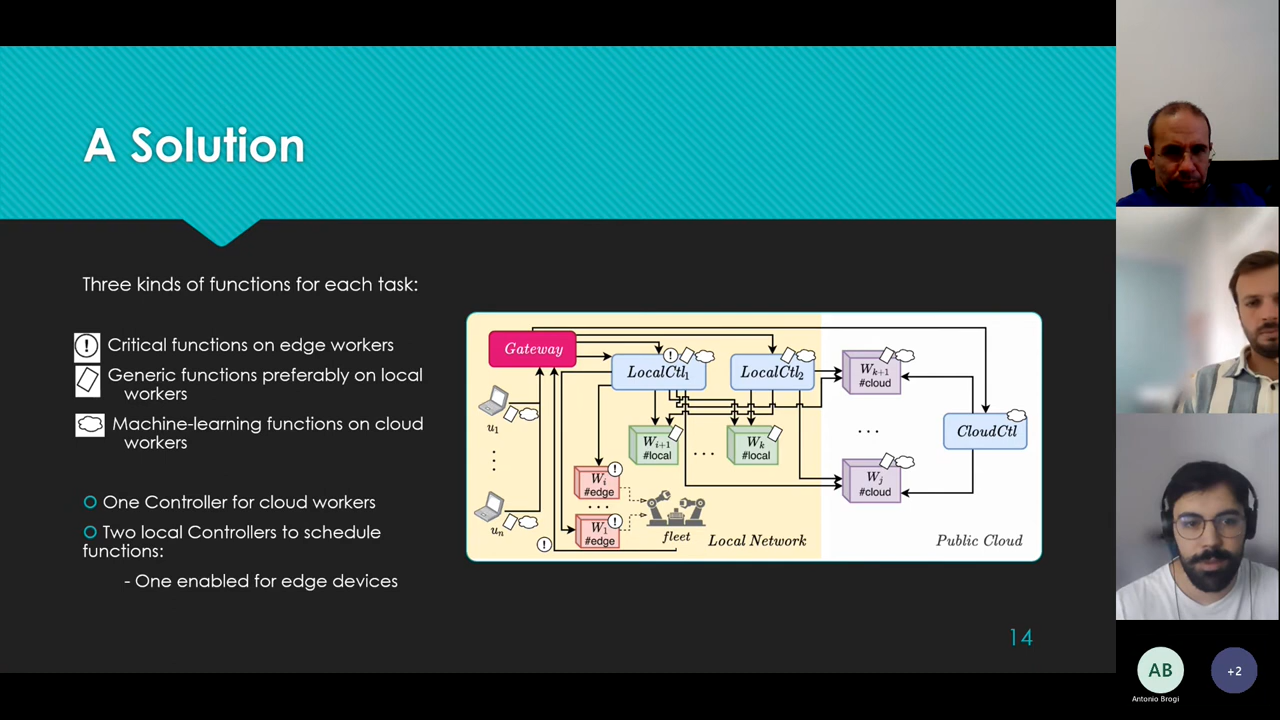 A Solution
Three kinds of functions for each task:
! Critical functions on edge workers
Generic functions preferably on local
workers
Machine-learning functions on cloud
workers
One Controller for cloud workers
Two local Controllers to schedule
functions:
- One enabled for edge devices
Gateway
!
LocalCtl1
LocalCtl2
Wk+1
#cloud
u1
CloudCtl
Wi+1
#local
...
Wk
#local
...
Wi
#edge
!
...
Wj
#cloud
un
W1
#edge
!
fleet
!
Local Network
Public Cloud
14
AB
+2
Antonio Brogi